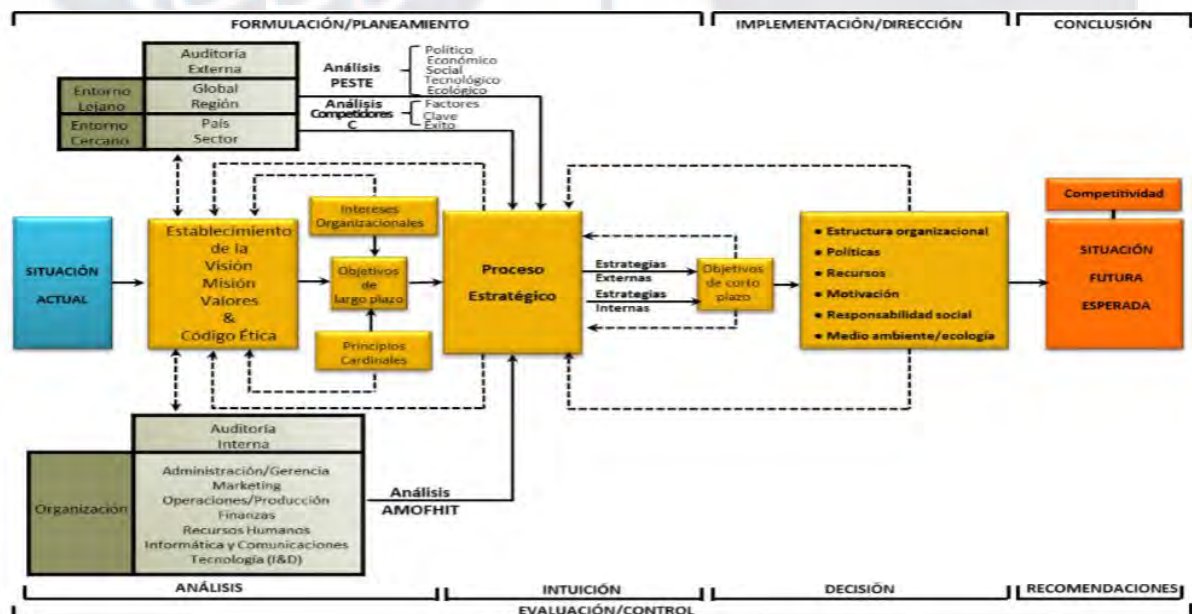 FORMULACIÓN/PLANEAMIENTO
IMPLEMENTACIÓN/DIRECCIÓN
CONCLUSIÓN
Auditoría
Externa
Entorno
Lejano
Global
Región
Entorno
Cercano
País
Sector
Análisis
PESTE
Político
Económico
Social
Tecnológico
Ecológico
Análisis
Competidores
C
Factores
Clave
Éxito
SITUACIÓN
ACTUAL
Establecimiento
de la
Visión
Misión
Valores
&
Código Ética
Intereses
Organizacionales
Objetivos
de
largo plazo
Principios
Cardinales
Proceso
Estratégico
Estrategias
Externas
Estrategias
Internas
Objetivos
de corto
plazo
• Estructura organizacional
• Políticas
• Recursos
• Motivación
• Responsabilidad social
• Medio ambiente/ecología
Competitividad
SITUACIÓN
FUTURA
ESPERADA
Auditoría
Interna
Organización
Administración/Gerencia
Marketing
Operaciones/Producción
Finanzas
Recursos Humanos
Informática y Comunicaciones
Tecnología (I&D)
Análisis
AMOFHIT
ANÁLISIS
INTUICIÓN
DECISIÓN
RECOMENDACIONES
EVALUACIÓN/CONTROL